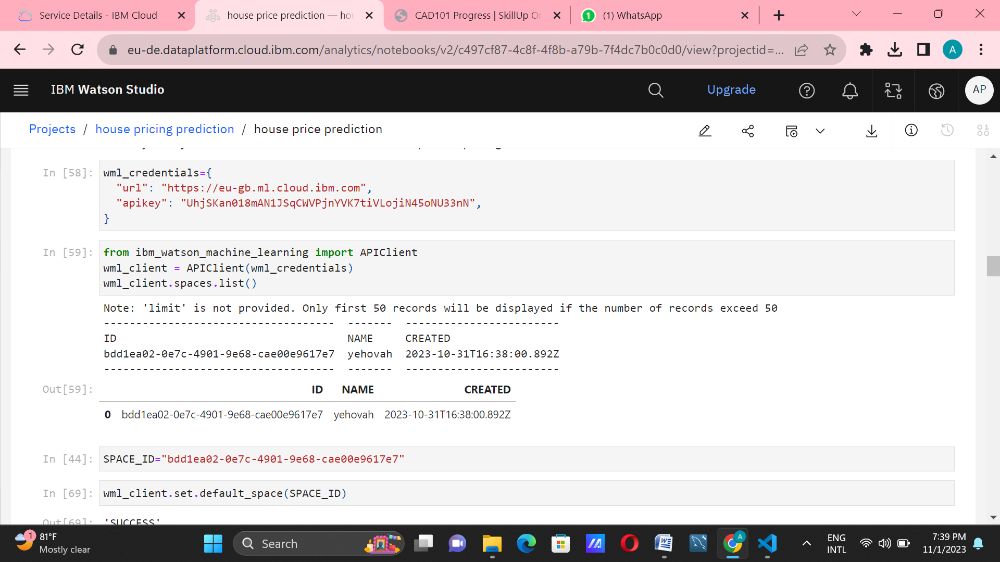 Service Details - IBM Cloud
house price prediction — hou
CAD101 Progress | SkillUp On
(1) WhatsApp
eu-de.dataplatform.cloud.ibm.com/analytics/notebooks/v2/c497cf87-4c8f-4f8b-a79b-7f4dc7b0c0d0/view?projectid=...
A
IBM Watson Studio
Upgrade
AP
Projects / house pricing prediction / house price prediction
In [58]:
wml_credentials={
"url": "https://eu-gb.ml.cloud.ibm.com",
"apikey": "UhjSKan018mAN1JSqCWVPjnYVK7tiVLojiN45oNU33nN",
}
In [59]:
from ibm_watson_machine_learning import APIClient
wml_client = APIClient(wml_credentials)
wml_client.spaces.list()
Note: 'limit' is not provided. Only first 50 records will be displayed if the number of records exceed 50
------------------------------------ ------- ------------------------
ID NAME CREATED
bdd1ea02-0e7c-4901-9e68-cae00e9617e7 yehovah 2023-10-31T16:38:00.892Z
------------------------------------ ------- ------------------------
Out[59]:
ID NAME CREATED
0 bdd1ea02-0e7c-4901-9e68-cae00e9617e7 yehovah 2023-10-31T16:38:00.892Z
In [44]:
SPACE_ID="bdd1ea02-0e7c-4901-9e68-cae00e9617e7"
In [69]:
wml_client.set.default_space(SPACE_ID)
Out[69]: 'SUCCESS'
1
81°F
Mostly clear
Search
A
ENG
INTL
7:39 PM
11/1/2023